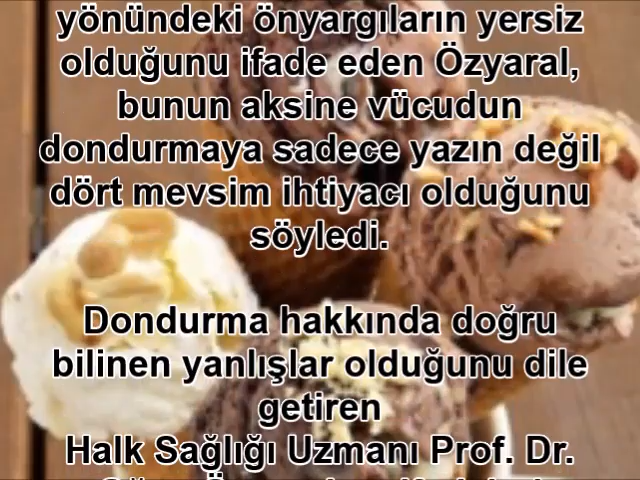 yönündeki önyargıların yersiz
olduğunu ifade eden Özyaral,
bunun aksine vücudun
dondurmaya sadece yazın değil
dört mevsim ihtiyacı olduğunu
söyledi.
Dondurma hakkında doğru
bilinen yanlışlar olduğunu dile
getiren
Halk Sağlığı Uzmanı Prof. Dr.